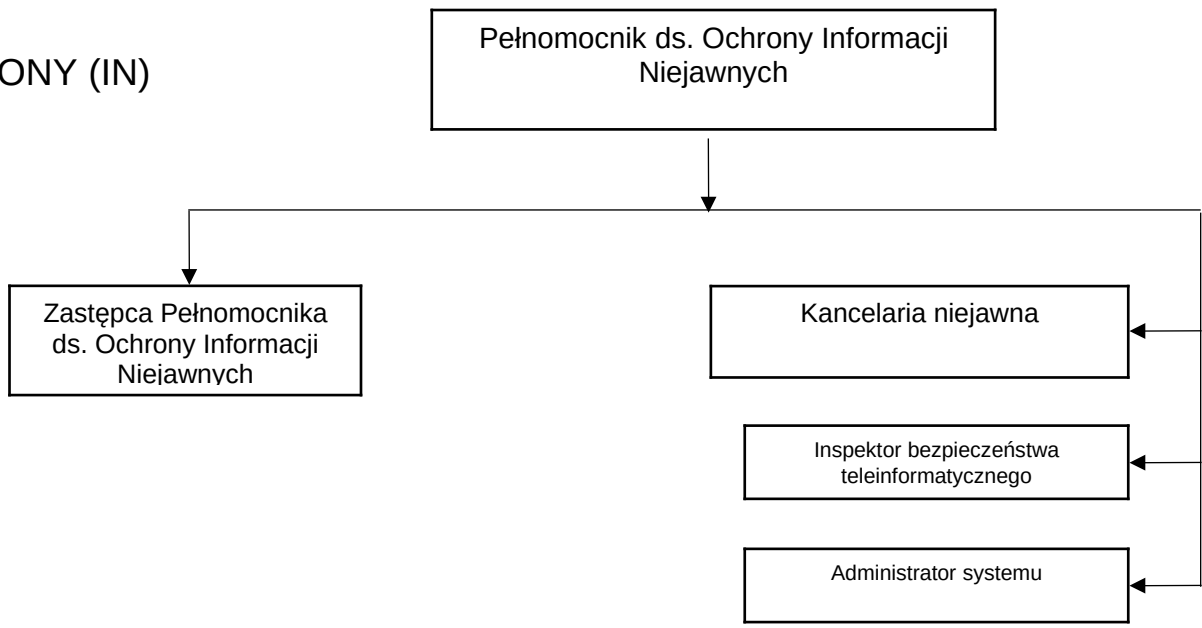 Pełnomocnik ds. Ochrony Informacji
Niejawnych
ONY (IN)
Zastępca Pełnomocnika
ds. Ochrony Informacji
Niejawnych
Kancelaria niejawna
Inspektor bezpieczeństwa
teleinformatycznego
Administrator systemu